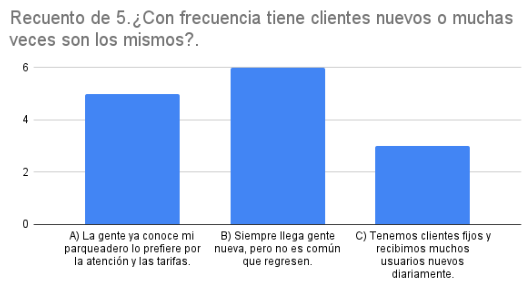 Recuento de 5.¿Con frecuencia tiene clientes nuevos o muchas
veces son los mismos?.
6
4
2
0
A) La gente ya conoce mi
parqueadero lo prefiere por
la atención y las tarifas.
B) Siempre llega gente
nueva, pero no es común
que regresen.
C) Tenemos clientes fijos y
recibimos muchos
usuarios nuevos
diariamente.